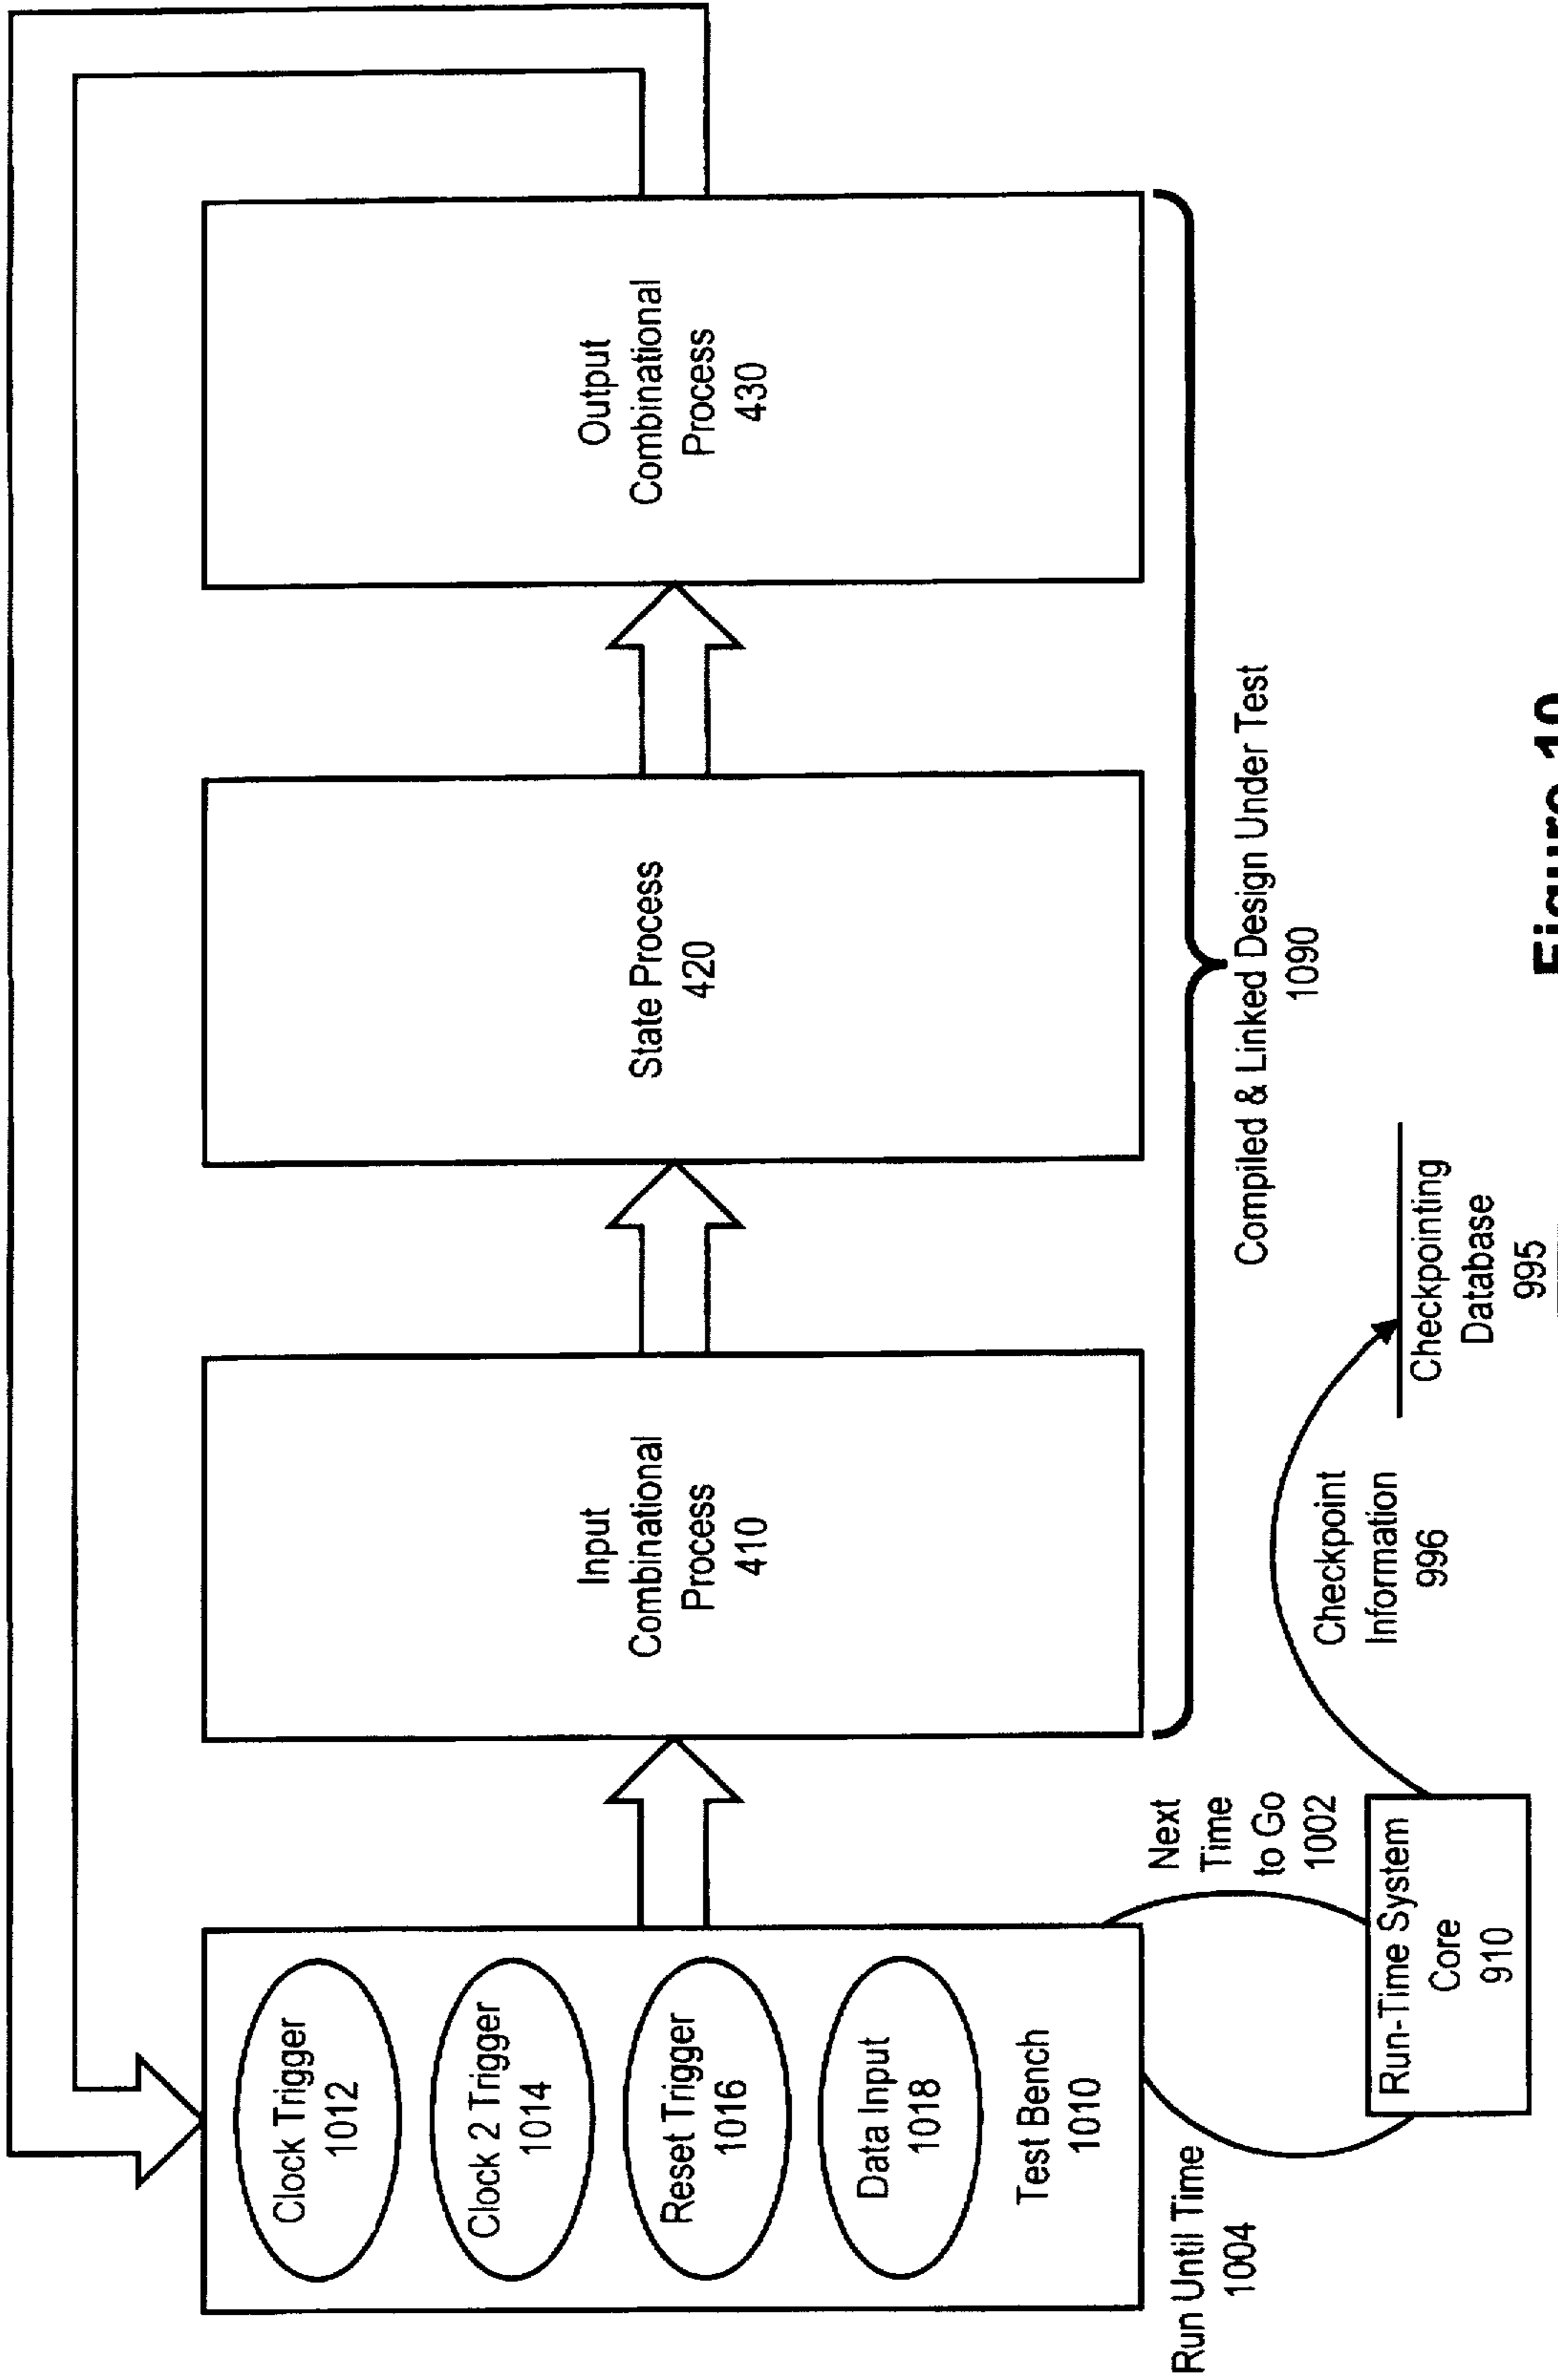 Clock Trigger
1012
Clock 2 Trigger
1014
Reset Trigger
1016
Data Input
1018
Test Bench
1010
Input
Combinational
Process
410
State Process
420
Output
Combinational
Process
430
Compiled & Linked Design Under Test
1090
Run Until Time
1004
Next
Time
to Go
1002
Run-Time System
Core
910
Checkpoint
Information
996
Checkpointing
Database
995
Figure 10